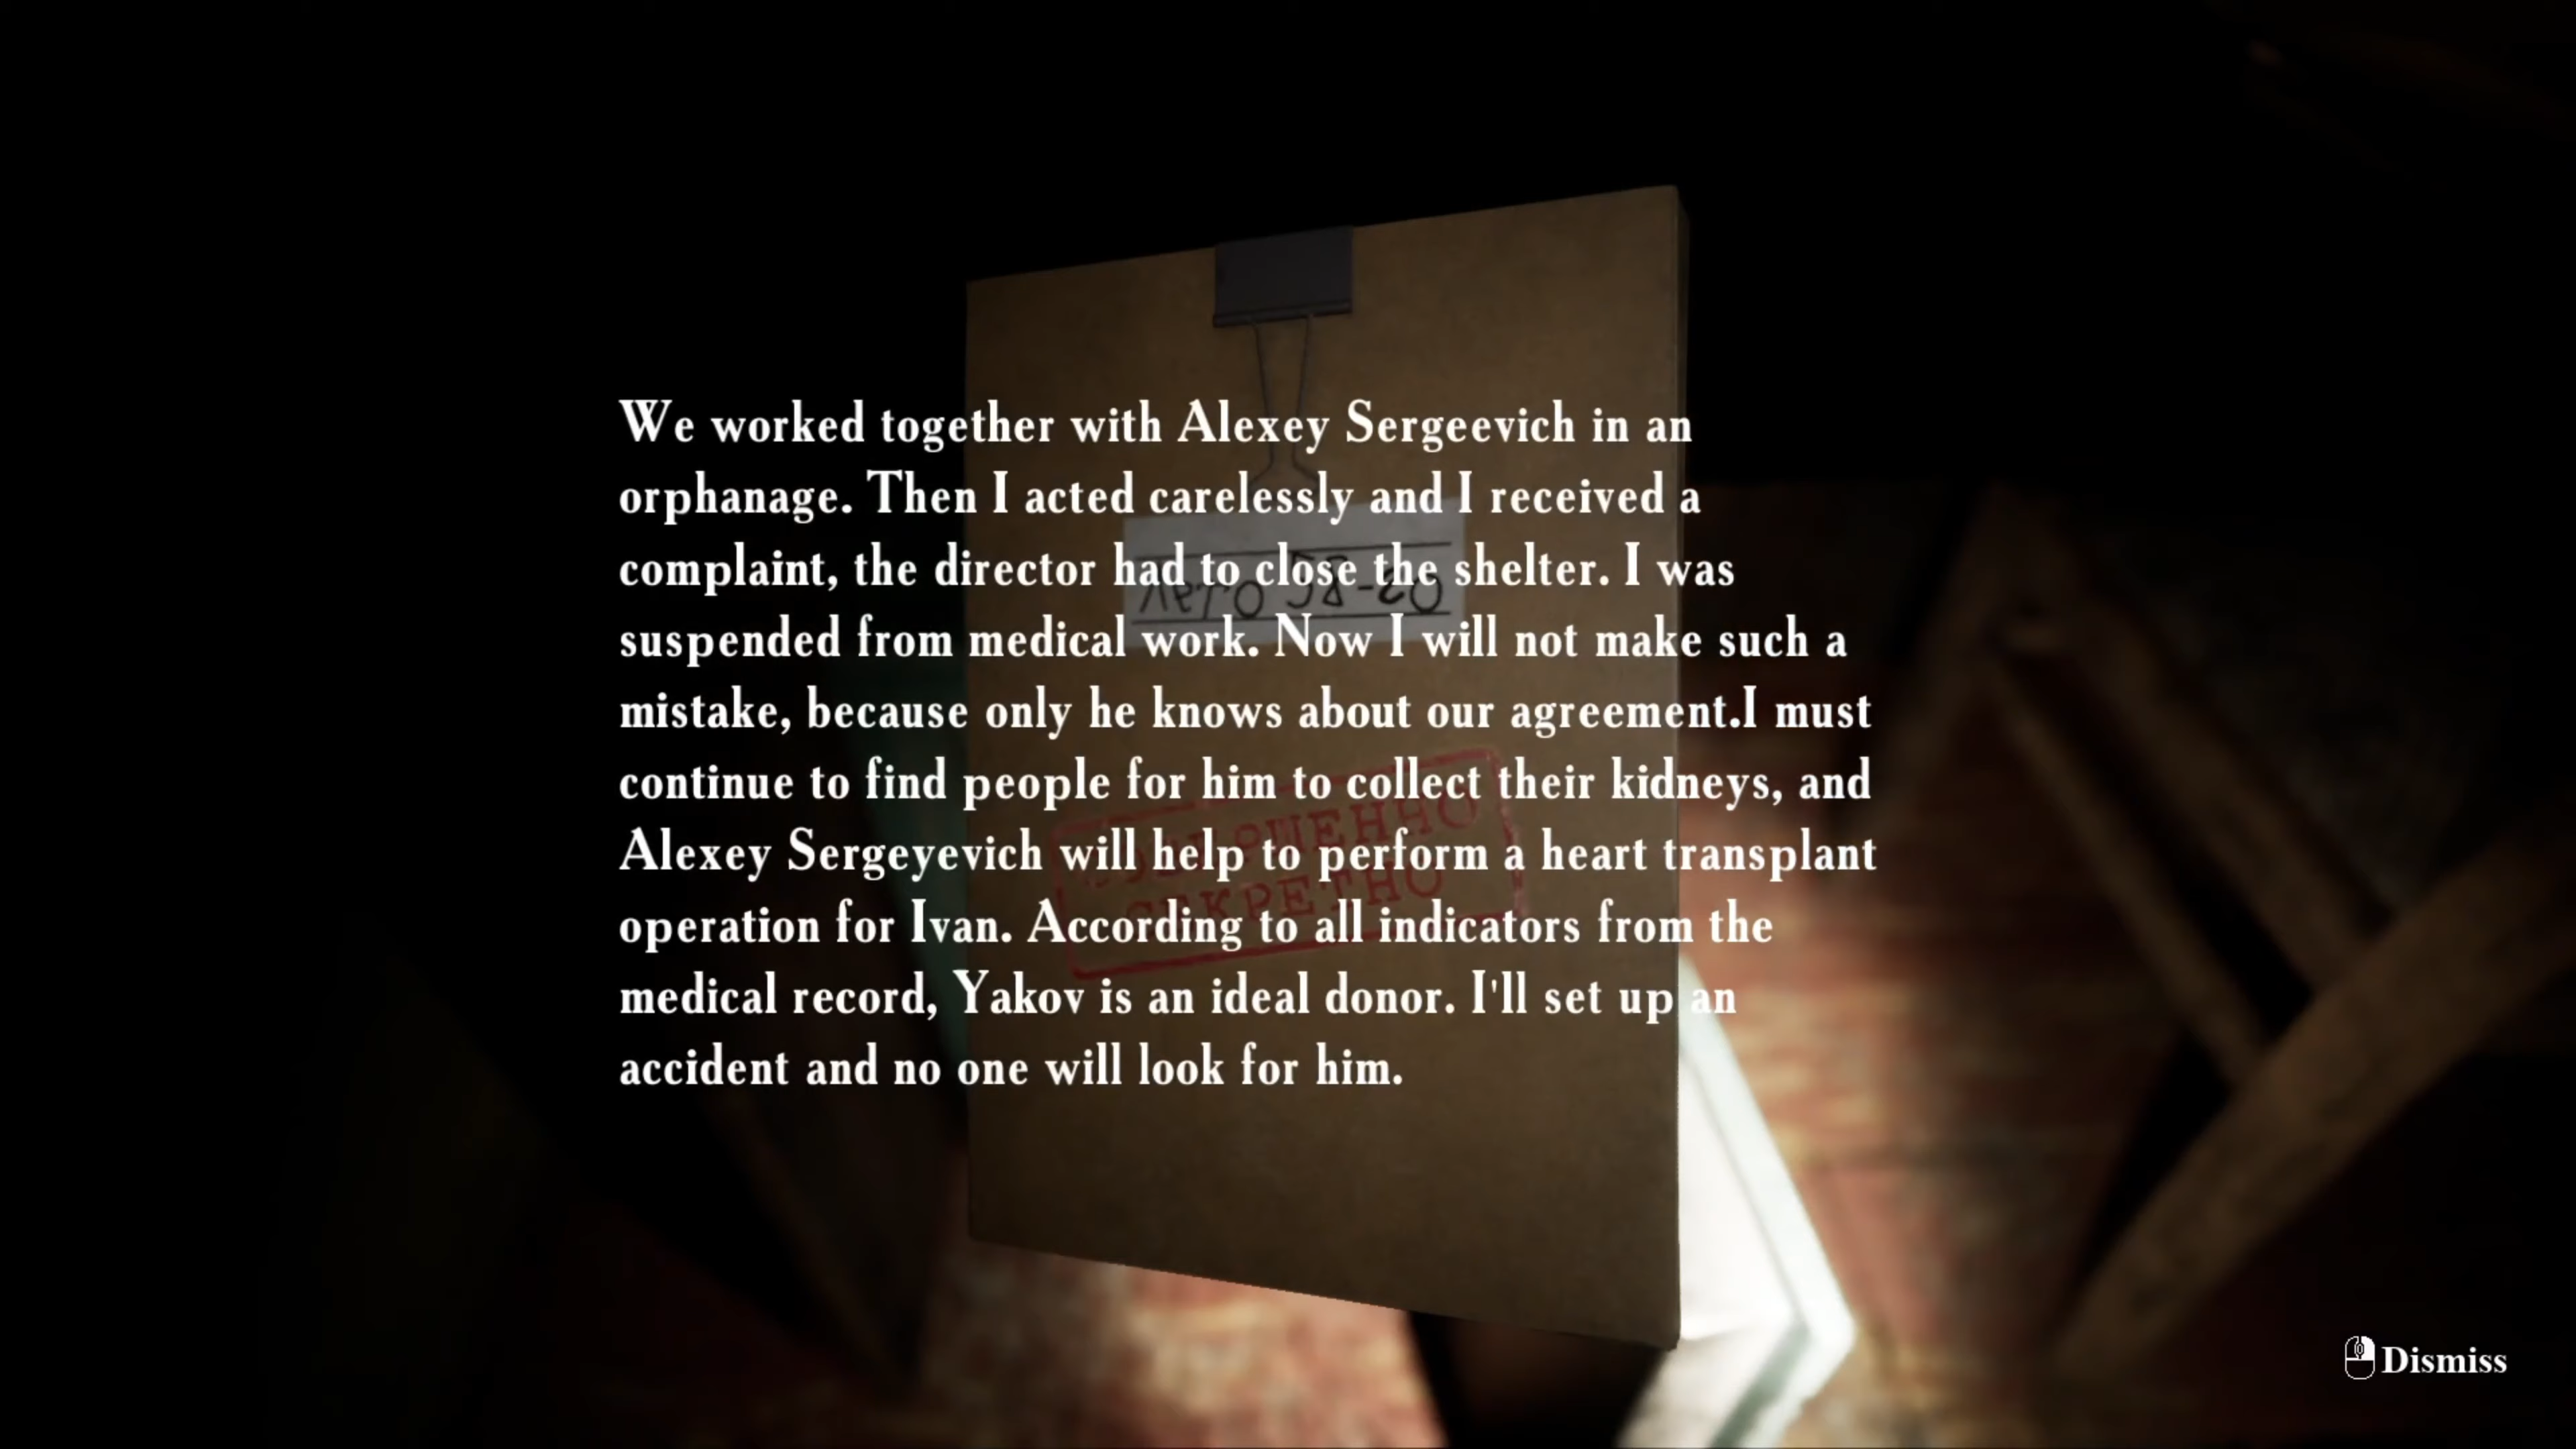 We worked together with Alexey Sergeevich in an
orphanage. Then I acted carelessly and I received a
complaint, the director had to close the shelter. I was
suspended from medical work. Now I will not make such a
mistake, because only he knows about our agreement.I must
continue to find people for him to collect their kidneys, and
Alexey Sergeyevich will help to perform a heart transplant
operation for Ivan. According to all indicators from the
medical record, Yakov is an ideal donor. I'll set up an
accident and no one will look for him.
СОВЕРШЕННО
СЕКРЕТНО
Dismiss